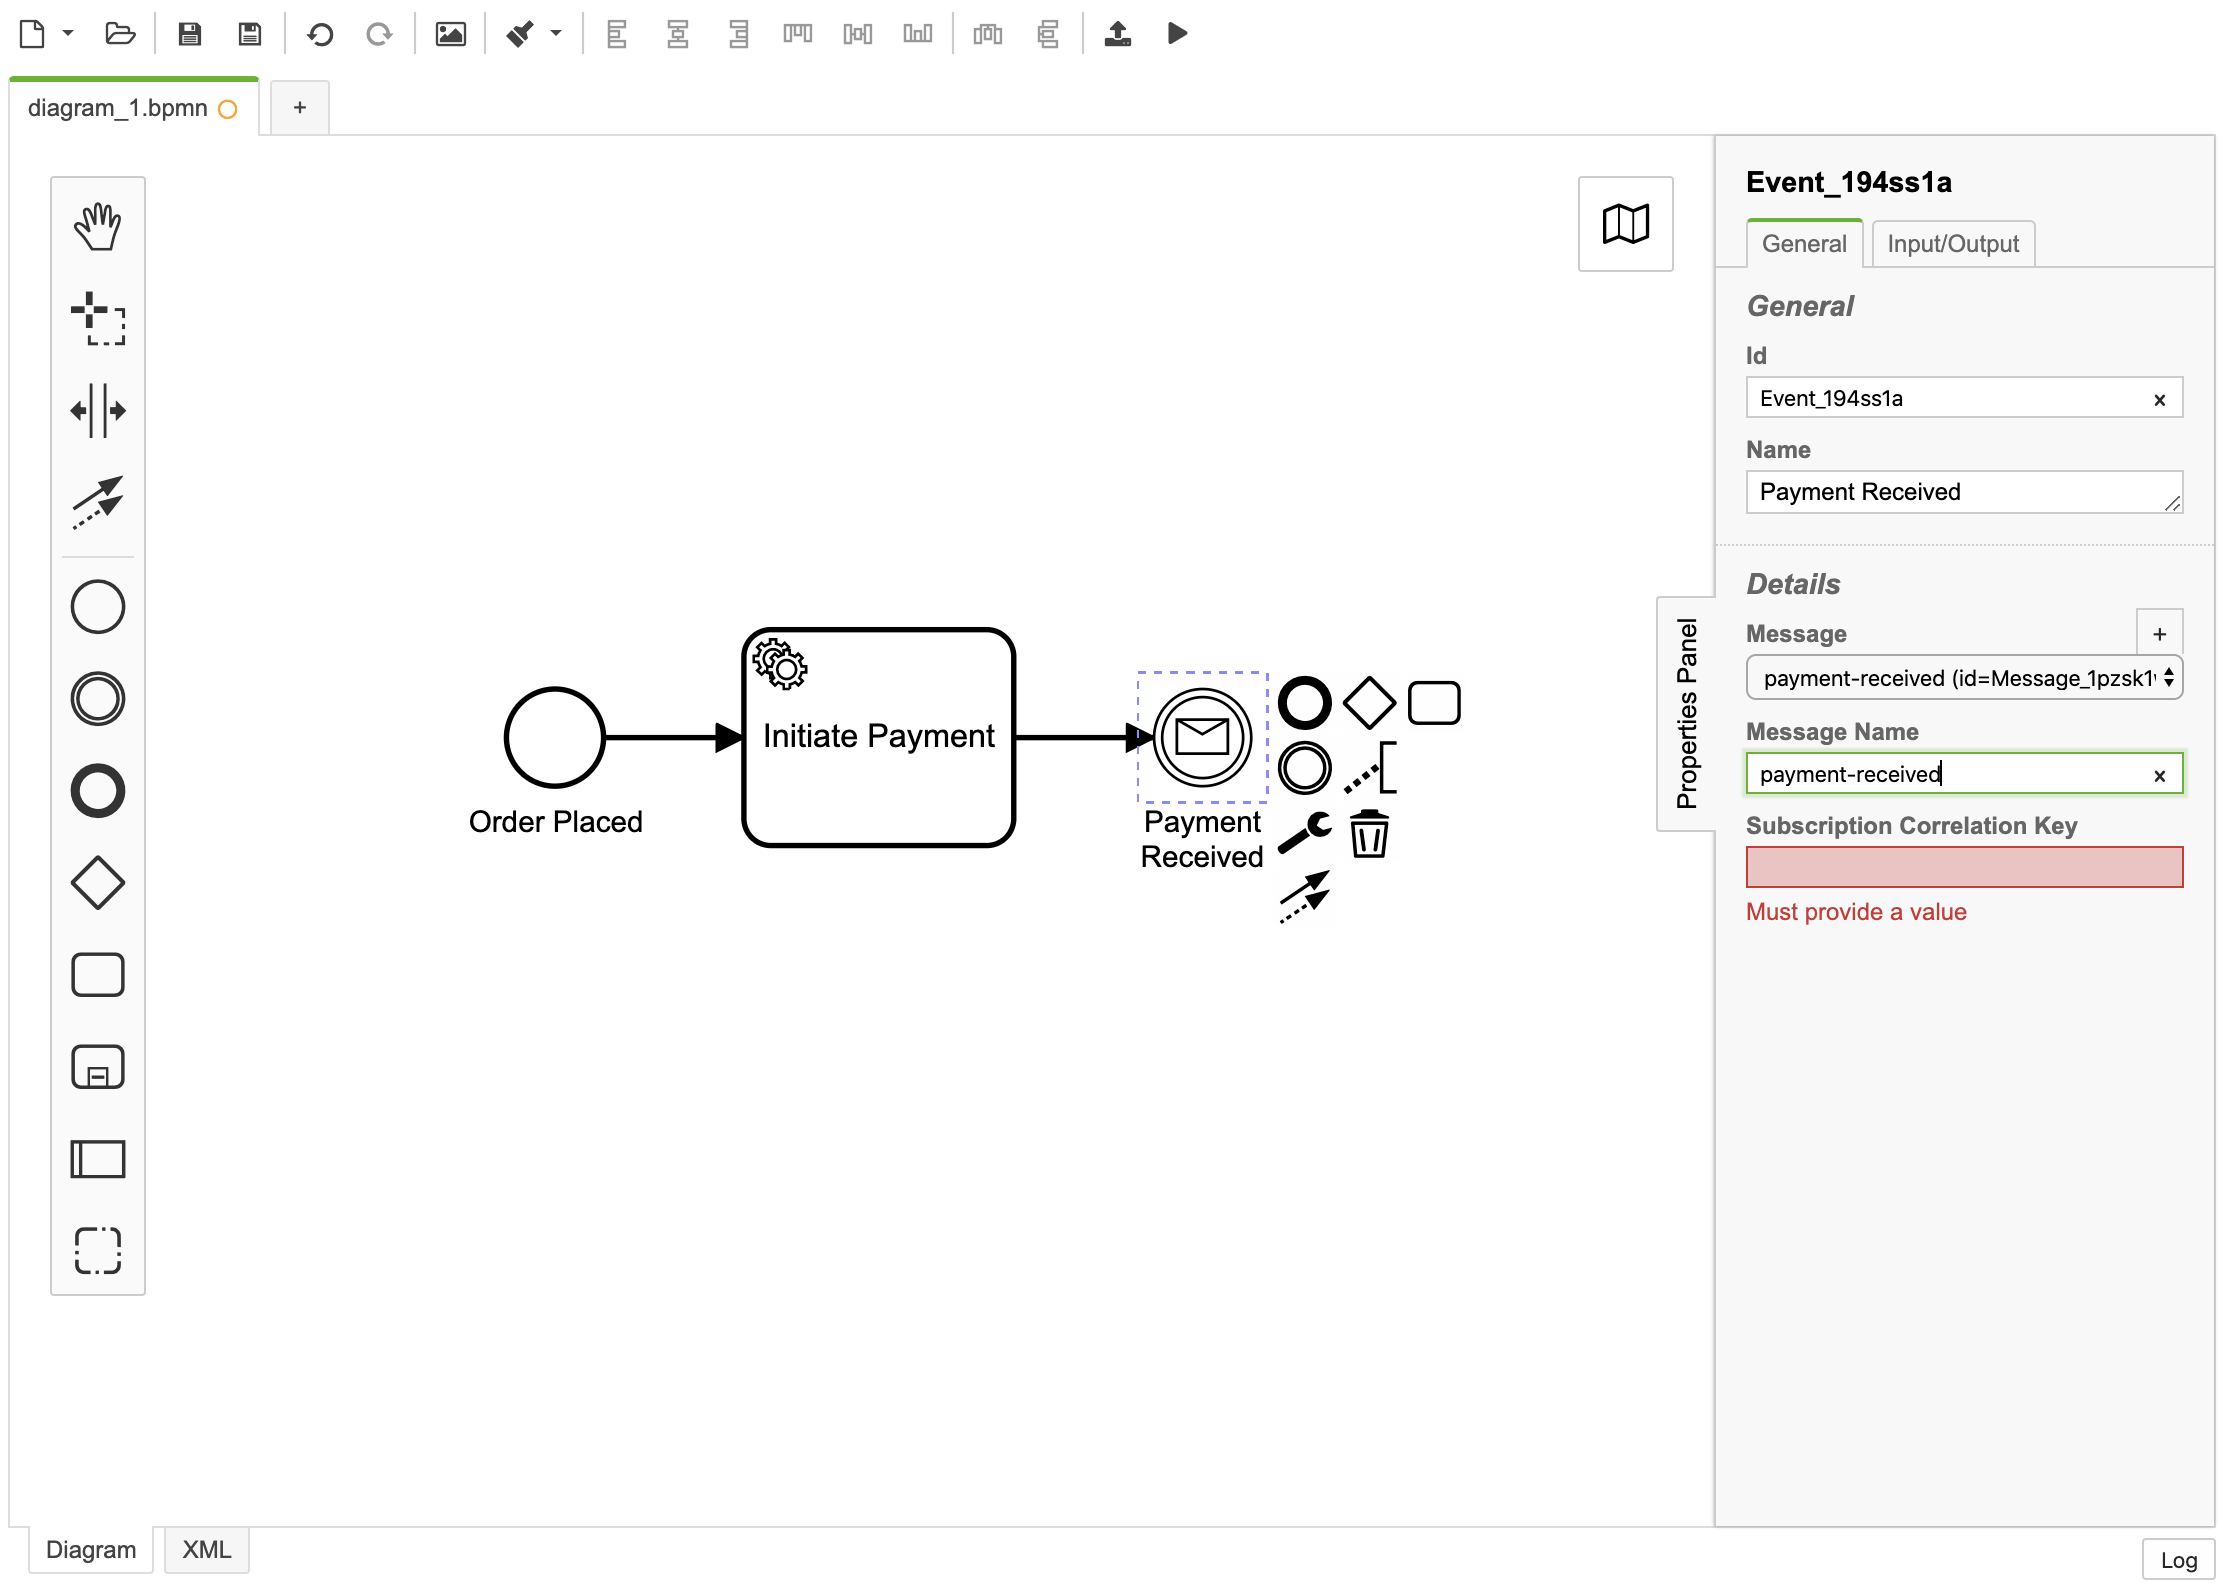 diagram_1.bpmn
+
Event_194ss1a
General
Input/Output
General
Id
Event_194ss1a
x
Name
Payment Received
Details
Message
+
payment-received (id=Message_1pzsk1
Message Name
payment-received
x
Subscription Correlation Key
Must provide a value
Properties Panel
Initiate Payment
Order Placed
Payment
Received
Diagram
XML
Log